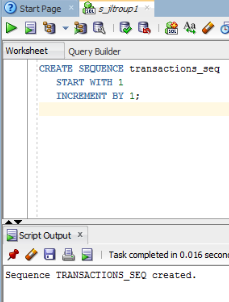 Start Page
s_jitroup1
Worksheet
Query Builder
CREATE SEQUENCE transactions_seq
START WITH 1
INCREMENT BY 1;
Script Output
Task completed in 0.016 secon
Sequence TRANSACTIONS_SEQ created.